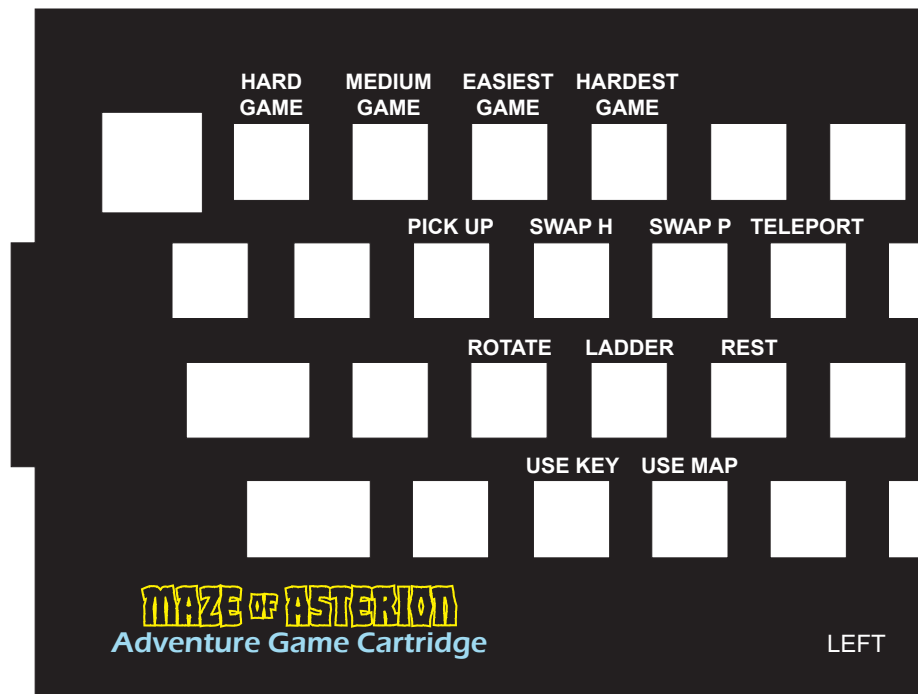 HARD MEDIUM EASIEST HARDEST
GAME GAME GAME GAME
PICK UP SWAP H SWAP P TELEPORT
ROTATE LADDER REST
USE KEY USE MAP
MAZE OF ASTERION
Adventure Game Cartridge
LEFT